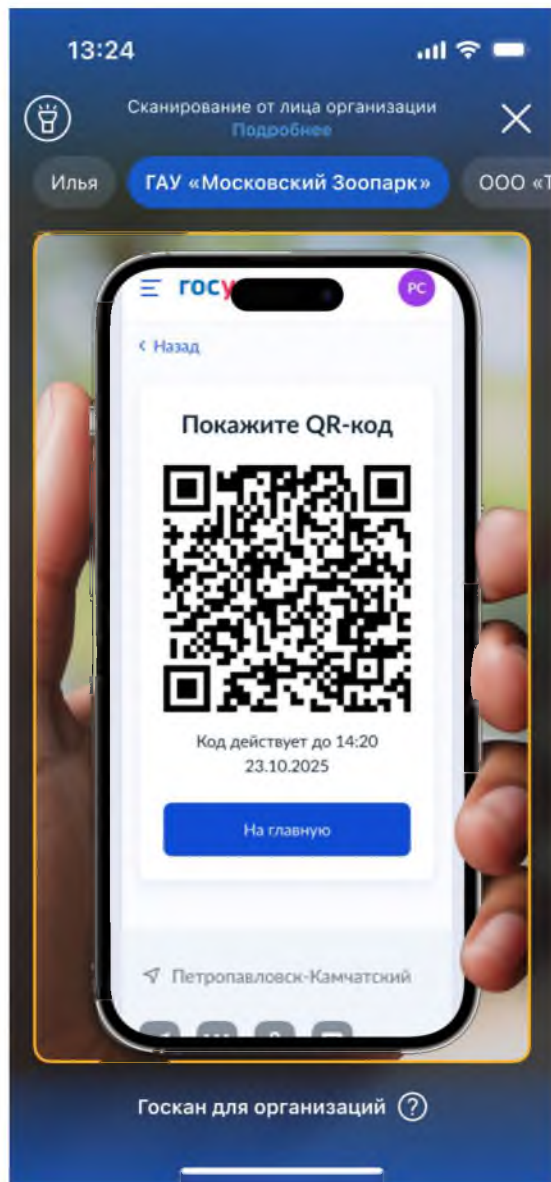 13:24
Сканирование от лица организации
Подробнее
Илья
ГАУ «Московский Зоопарк»
ООО «Т
госу
РС
Назад
Покажите QR-код
Код действует до 14:20
23.10.2025
На главную
Петропавловск-Камчатский
Госкан для организаций ?